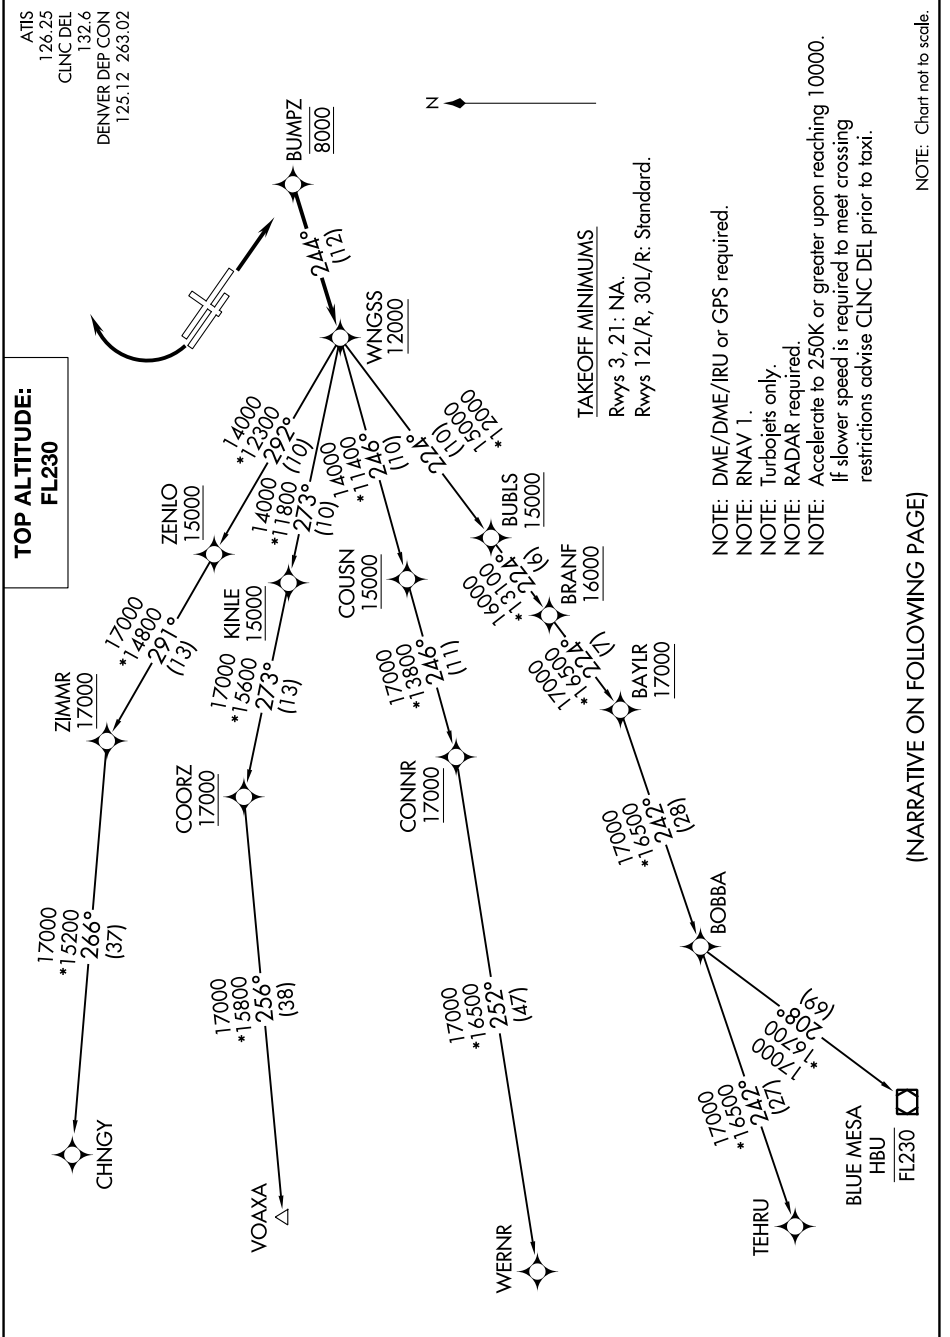 TOP ALTITUDE:
FL230
ATIS
126.25
CLNC DEL
132.6
DENVER DEP CON
125.12 263.02
N
BUMPZ
8000
244°
(12)
WNGSS
12000
14000
*12300
292°
(10)
ZENLO
15000
17000
*14800
291°
(13)
ZIMMR
17000
17000
*15200
266°
(37)
CHNGY
14000
*11800
273°
(10)
KINLE
15000
17000
*15600
273°
(13)
COORZ
17000
17000
*15800
256°
(38)
VOAXA
14000
*11400
246°
(10)
COUSN
15000
17000
*13800
246°
(11)
CONNR
17000
17000
*16500
252°
(47)
WERNR
224°
(10)
15000
*12000
BUBLS
15000
16000
*13100
224°
(6)
BRANF
16000
17000
*16500
224°
(7)
BAYLR
17000
17000
*16500
242°
(28)
BOBBA
17000
*16500
242°
(27)
TEHRU
17000
*16700
208°
(69)
BLUE MESA
HBU
FL230
TAKEOFF MINIMUMS
Rwys 3, 21: NA.
Rwys 12L/R, 30L/R: Standard.
NOTE: DME/DME/IRU or GPS required.
NOTE: RNAV 1.
NOTE: Turbojets only.
NOTE: RADAR required.
NOTE: Accelerate to 250K or greater upon reaching 10000.
If slower speed is required to meet crossing
restrictions advise CLNC DEL prior to taxi.
(NARRATIVE ON FOLLOWING PAGE)
NOTE: Chart not to scale.